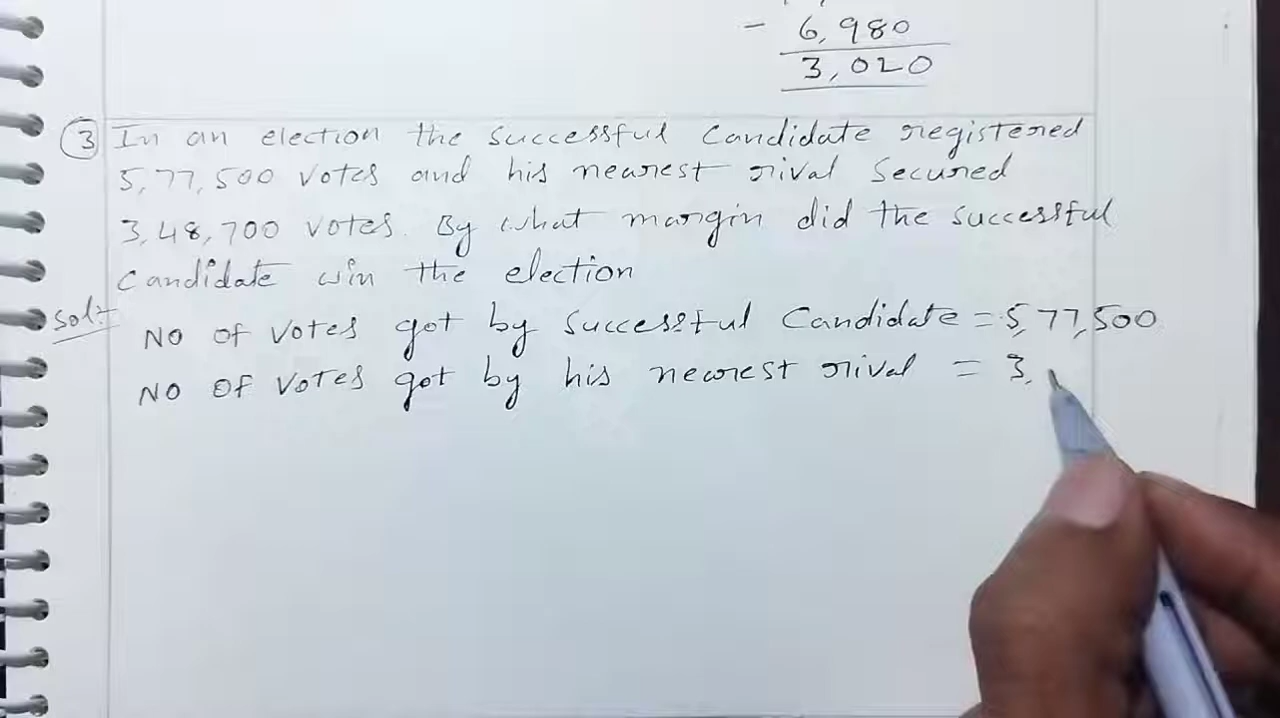 - 6,980
3,020
3 In an election the successful candidate registered
5,77,500 votes and his nearest rival secured
3,48,700 votes. By what margin did the successful
candidate win the election
Sol:-
No of votes got by successful candidate = 5,77,500
No of votes got by his nearest rival = 3,